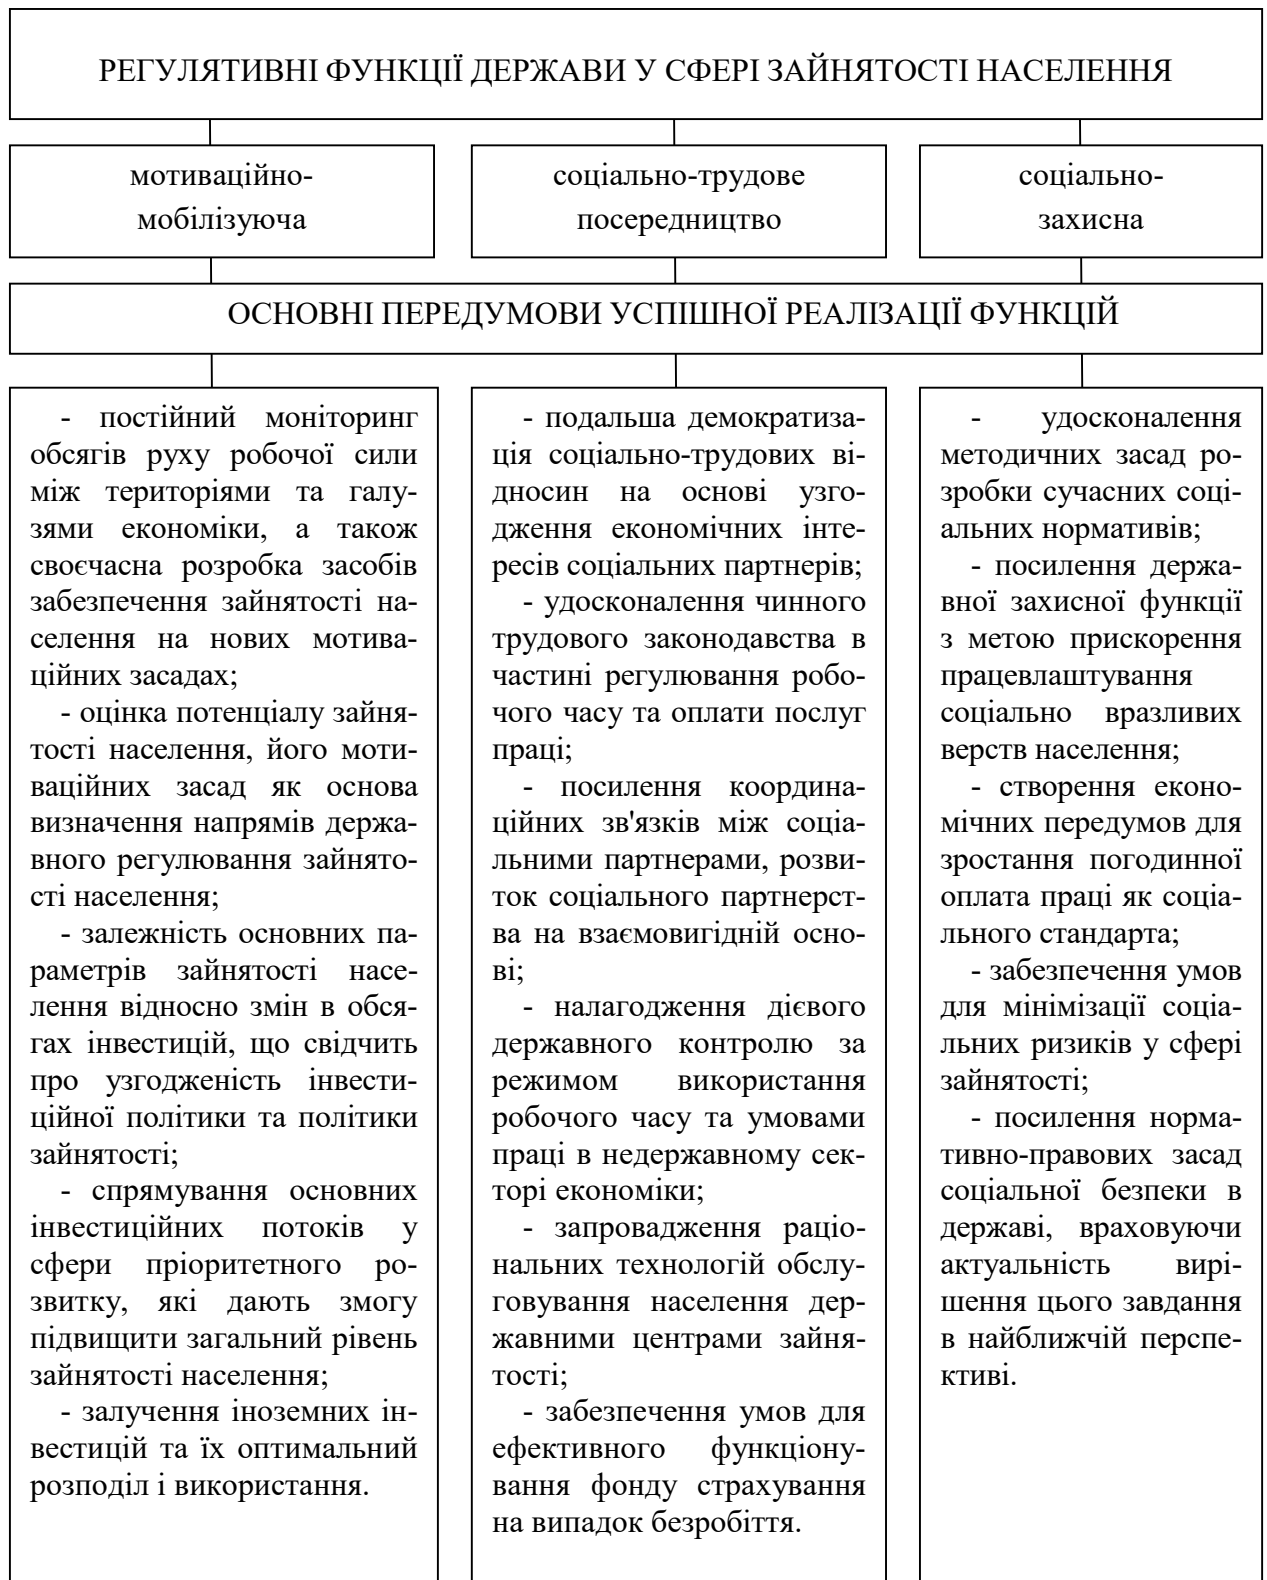 РЕГУЛЯТИВНІ ФУНКЦІЇ ДЕРЖАВИ У СФЕРІ ЗАЙНЯТОСТІ НАСЕЛЕННЯ
мотиваційно-
мобілізуюча
соціально-трудове
посередництво
соціально-
захисна
ОСНОВНІ ПЕРЕДУМОВИ УСПІШНОЇ РЕАЛІЗАЦІЇ ФУНКЦІЙ
- постійний моніторинг
обсягів руху робочої сили
між територіями та галу-
зями економіки, а також
своєчасна розробка засобів
забезпечення зайнятості на-
селення на нових мотива-
ційних засадах;
- оцінка потенціалу зайня-
тості населення, його моти-
ваційних засад як основа
визначення напрямів держа-
вного регулювання зайнято-
сті населення;
- залежність основних па-
раметрів зайнятості насе-
лення відносно змін в обся-
гах інвестицій, що свідчить
про узгодженість інвести-
ційної політики та політики
зайнятості;
- спрямування основних
інвестиційних потоків у
сфери пріоритетного ро-
звитку, які дають змогу
підвищити загальний рівень
зайнятості населення;
- залучення іноземних ін-
вестицій та їх оптимальний
розподіл і використання.
- подальша демократиза-
ція соціально-трудових ві-
дносин на основі узго-
дження економічних інте-
ресів соціальних партнерів;
- удосконалення чинного
трудового законодавства в
частині регулювання робо-
чого часу та оплати послуг
праці;
- посилення координа-
ційних зв'язків між соціа-
льними партнерами, розви-
ток соціального партнерст-
ва на взаємовигідній осно-
ві;
- налагодження дієвого
державного контролю за
режимом використання
робочого часу та умовами
праці в недержавному сек-
торі економіки;
- запровадження раціо-
нальних технологій обслу-
говування населення дер-
жавними центрами зайня-
тості;
- забезпечення умов для
ефективного функціону-
вання фонду страхування
на випадок безробіття.
- удосконалення
методичних засад ро-
зробки сучасних соці-
альних нормативів;
- посилення держа-
вної захисної функції
з метою прискорення
працевлаштування
соціально вразливих
верств населення;
- створення еконо-
мічних передумов для
зростання погодинної
оплата праці як соціа-
льного стандарта;
- забезпечення умов
для мінімізації соціа-
льних ризиків у сфері
зайнятості;
- посилення норма-
тивно-правових засад
соціальної безпеки в
державі, враховуючи
актуальність вирі-
шення цього завдання
в найближчій перспе-
ктиві.